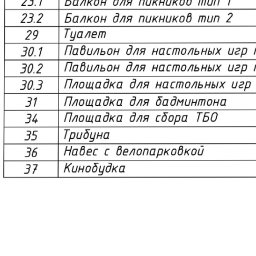 23.1 Балкон для пикников тип 1
23.2 Балкон для пикников тип 2
29 Туалет
30.1 Павильон для настольных игр
30.2 Павильон для настольных игр
30.3 Площадка для настольных игр
31 Площадка для бадминтона
34 Площадка для сбора ТБО
35 Трибуна
36 Навес с велопарковкой
37 Кинобудка